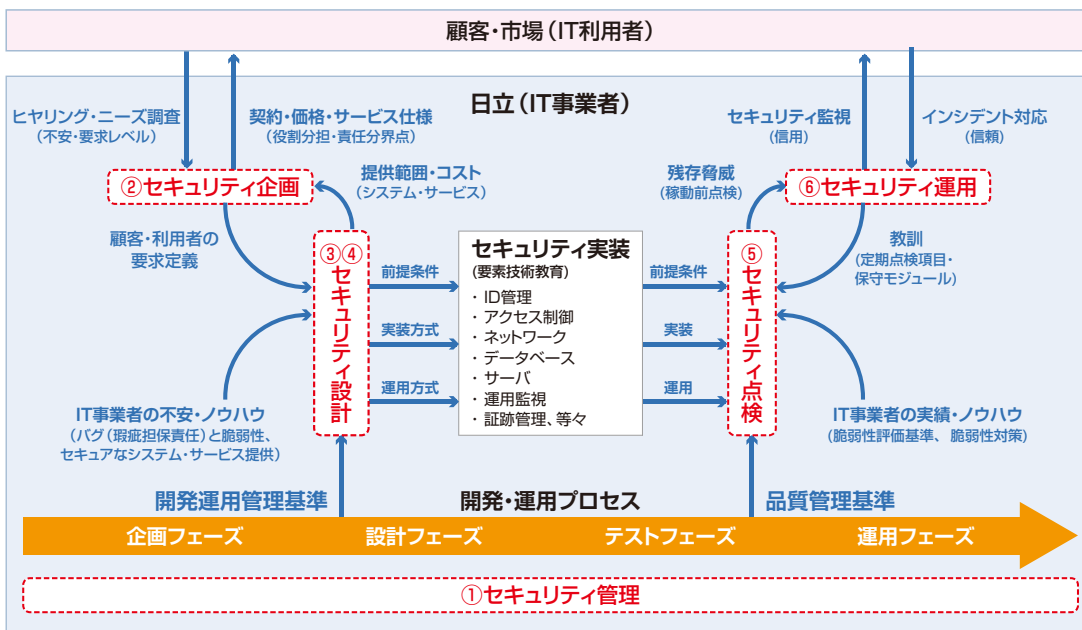 顧客・市場（IT利用者）
日立（IT事業者）
ヒヤリング・ニーズ調査
（不安・要求レベル）
契約・価格・サービス仕様
（役割分担・責任分界点）
セキュリティ監視
（信用）
インシデント対応
（信頼）
②セキュリティ企画
提供範囲・コスト
（システム・サービス）
残存脅威
（稼動前点検）
⑥セキュリティ運用
顧客・利用者の
要求定義
③④セキュリティ設計
前提条件
実装方式
運用方式
セキュリティ実装
（要素技術教育）
・ID管理
・アクセス制御
・ネットワーク
・データベース
・サーバ
・運用監視
・証跡管理、等々
前提条件
実装
運用
⑤セキュリティ点検
教訓
（定期点検項目・
保守モジュール）
IT事業者の不安・ノウハウ
（バグ（瑕疵担保責任）と脆弱性、
セキュアなシステム・サービス提供）
IT事業者の実績・ノウハウ
（脆弱性評価基準、脆弱性対策）
開発運用管理基準
開発・運用プロセス
品質管理基準
企画フェーズ
設計フェーズ
テストフェーズ
運用フェーズ
①セキュリティ管理